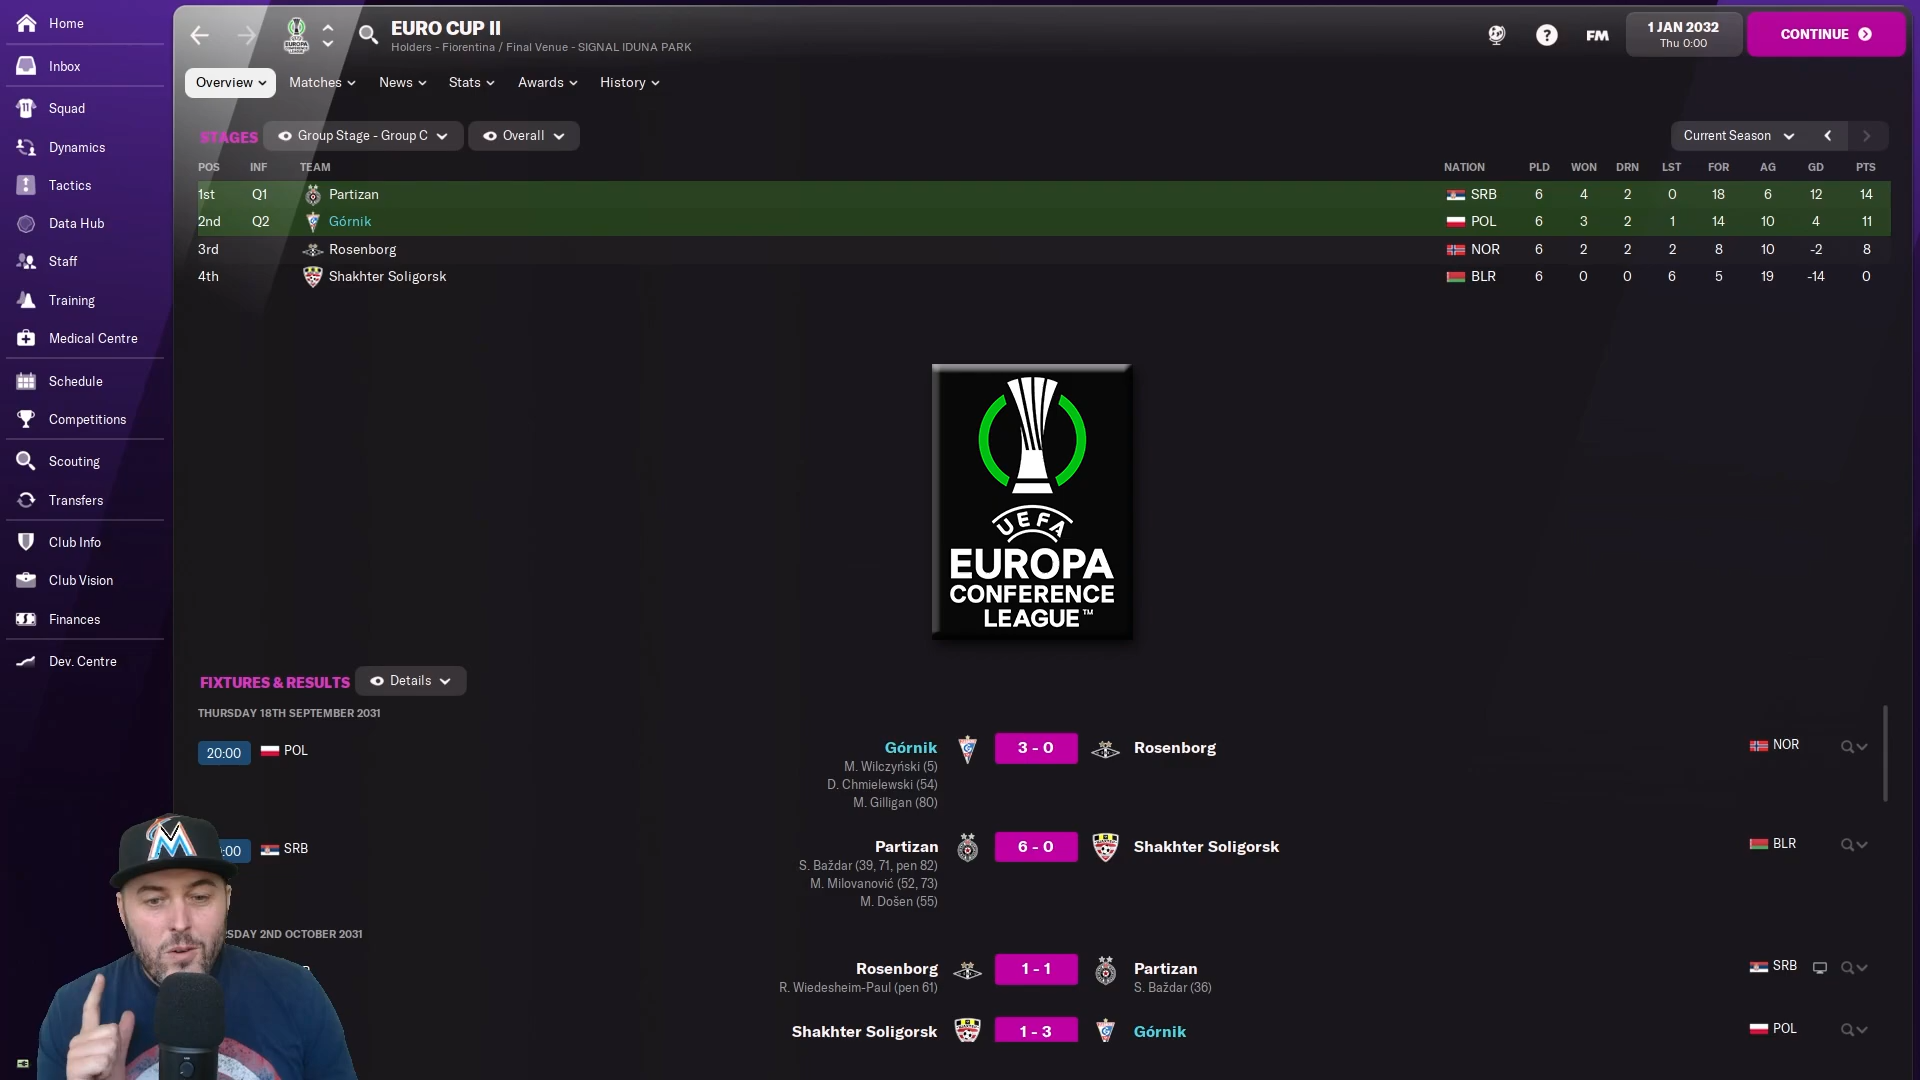 Home
Inbox
Squad
Dynamics
Tactics
Data Hub
Staff
Training
Medical Centre
Schedule
Competitions
Scouting
Transfers
Club Info
Club Vision
Finances
Dev. Centre
EURO CUP II
Holders - Fiorentina / Final Venue - SIGNAL IDUNA PARK
FM
1 JAN 2032
Thu 0:00
CONTINUE
Overview Matches News Stats Awards History
STAGES Group Stage - Group C Overall Current Season
POS INF TEAM NATION PLD WON DRN LST FOR AG GD PTS
1st Q1 Partizan SRB 6 4 2 0 18 6 12 14
2nd Q2 Górnik POL 6 3 2 1 14 10 4 11
3rd Rosenborg NOR 6 2 2 2 8 10 -2 8
4th Shakhter Soligorsk BLR 6 0 0 6 5 19 -14 0
UEFA
EUROPA
CONFERENCE
LEAGUE™
FIXTURES & RESULTS Details
THURSDAY 18TH SEPTEMBER 2031
20:00 POL Górnik 3 - 0 Rosenborg NOR
M. Wilczyński (5)
D. Chmielewski (54)
M. Gilligan (80)
:00 SRB Partizan 6 - 0 Shakhter Soligorsk BLR
S. Baždar (39, 71, pen 82)
M. Milovanović (52, 73)
M. Došen (55)
SDAY 2ND OCTOBER 2031
Rosenborg 1 - 1 Partizan SRB
R. Wiedesheim-Paul (pen 61) S. Baždar (36)
Shakhter Soligorsk 1 - 3 Górnik POL